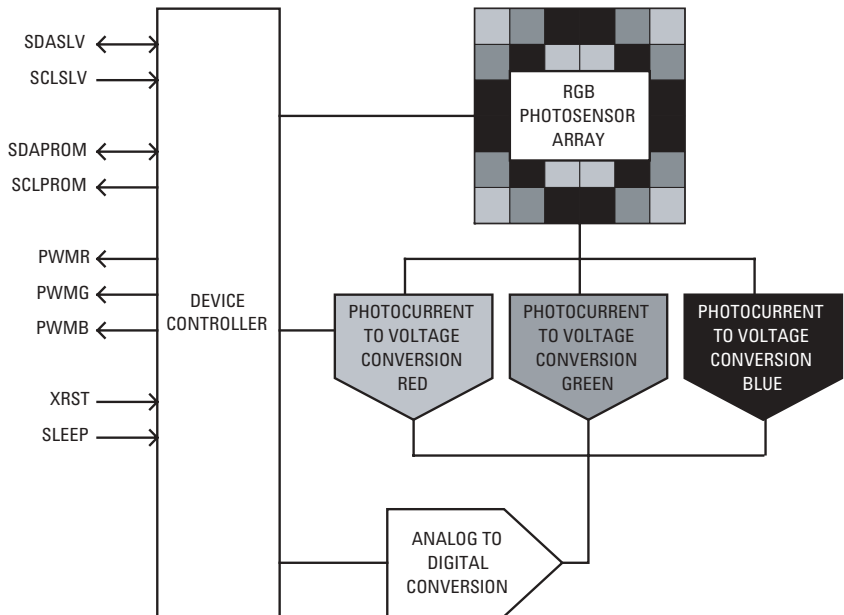 SDASLV
SCLSLV
SDAPROM
SCLPROM
PWMR
PWMG
PWMB
XRST
SLEEP
DEVICE
CONTROLLER
RGB
PHOTOSENSOR
ARRAY
PHOTOCURRENT
TO VOLTAGE
CONVERSION
RED
PHOTOCURRENT
TO VOLTAGE
CONVERSION
GREEN
PHOTOCURRENT
TO VOLTAGE
CONVERSION
BLUE
ANALOG TO
DIGITAL
CONVERSION